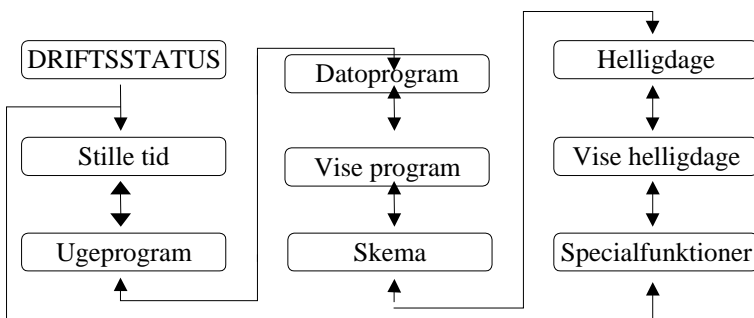 DRIFTSSTATUS
Stille tid
Ugeprogram
Datoprogram
Vise program
Skema
Helligdage
Vise helligdage
Specialfunktioner